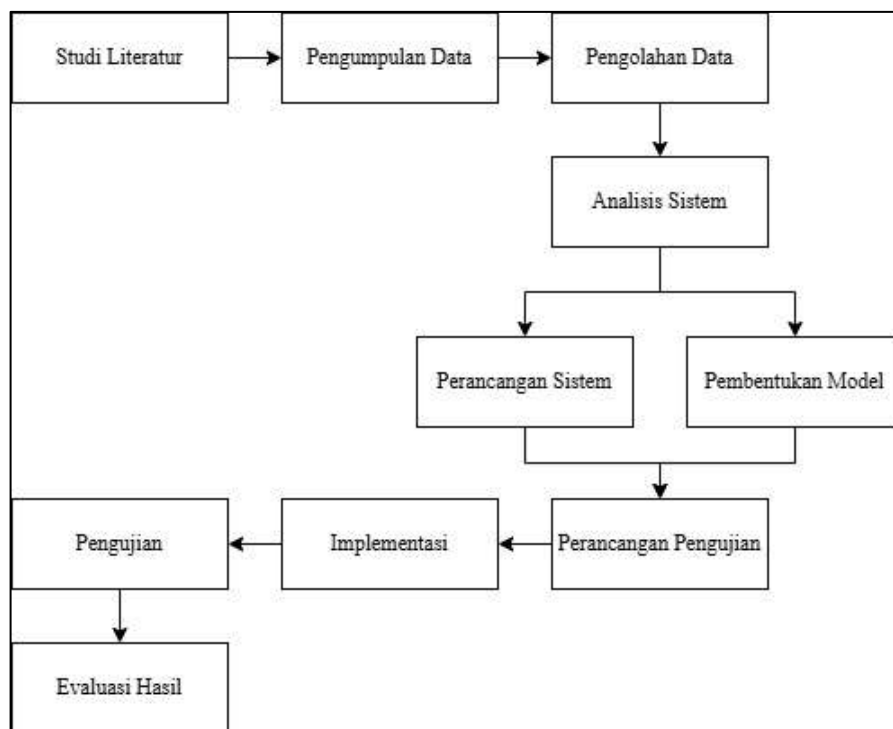 Studi Literatur
Pengumpulan Data
Pengolahan Data
Analisis Sistem
Perancangan Sistem
Pembentukan Model
Perancangan Pengujian
Implementasi
Pengujian
Evaluasi Hasil